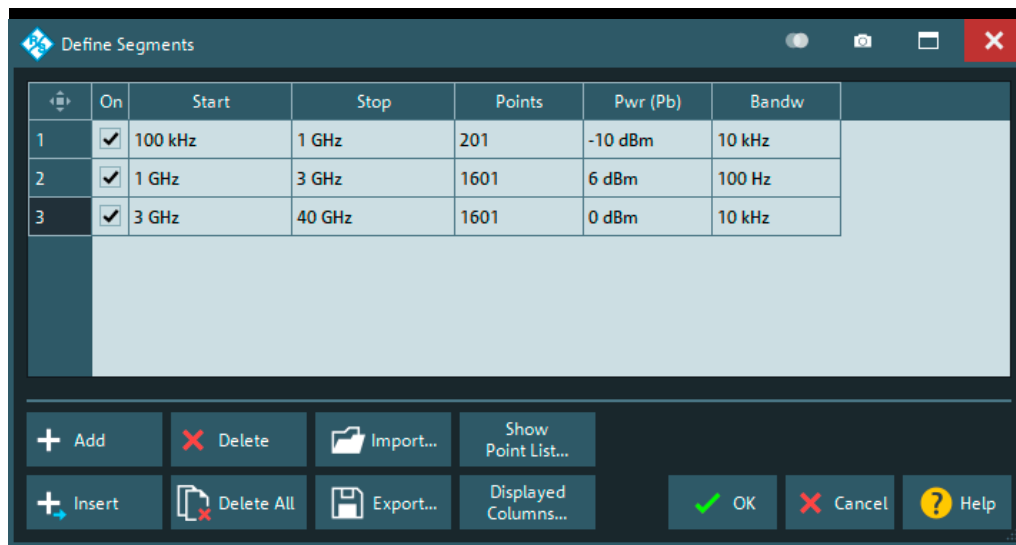 Define Segments
On Start Stop Points Pwr (Pb) Bandw
1 100 kHz 1 GHz 201 -10 dBm 10 kHz
2 1 GHz 3 GHz 1601 6 dBm 100 Hz
3 3 GHz 40 GHz 1601 0 dBm 10 kHz
Add Delete Import... Show
Point List...
Insert Delete All Export... Displayed
Columns... OK Cancel ? Help